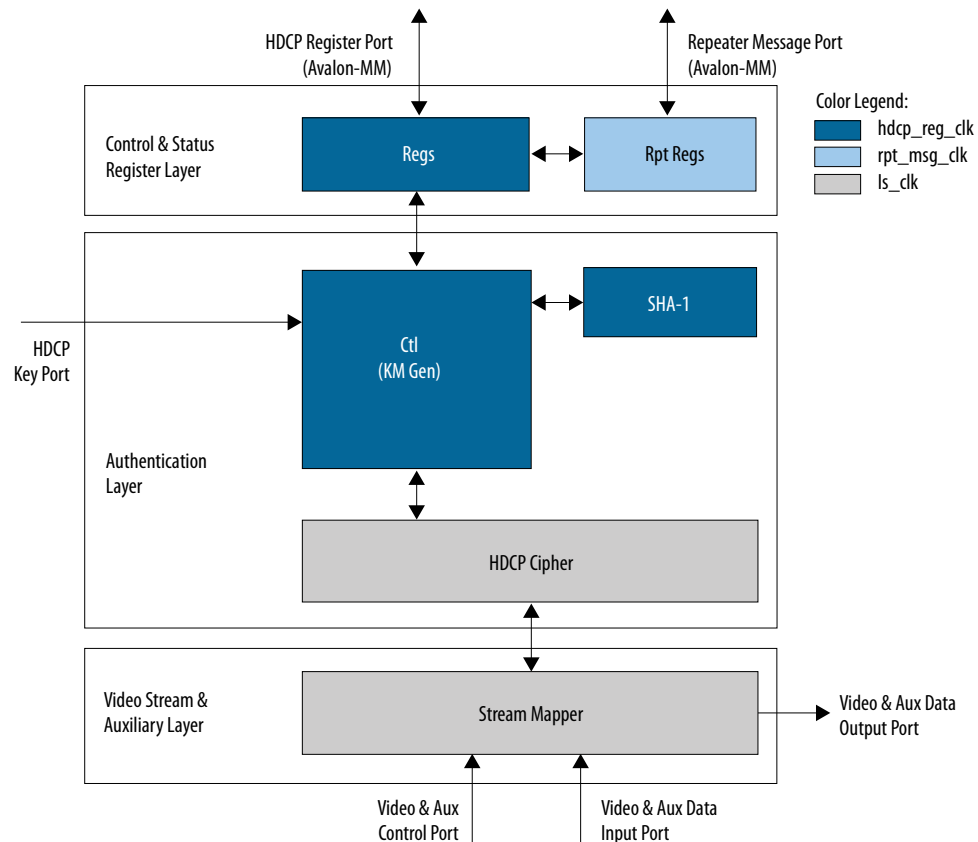 HDCP Register Port
(Avalon-MM)
Repeater Message Port
(Avalon-MM)
Color Legend:
hdcp_reg_clk
rpt_msg_clk
ls_clk
Control & Status
Register Layer
Regs
Rpt Regs
HDCP
Key Port
Ctl
(KM Gen)
SHA-1
Authentication
Layer
HDCP Cipher
Video Stream &
Auxiliary Layer
Stream Mapper
Video & Aux Data
Output Port
Video & Aux
Control Port
Video & Aux Data
Input Port